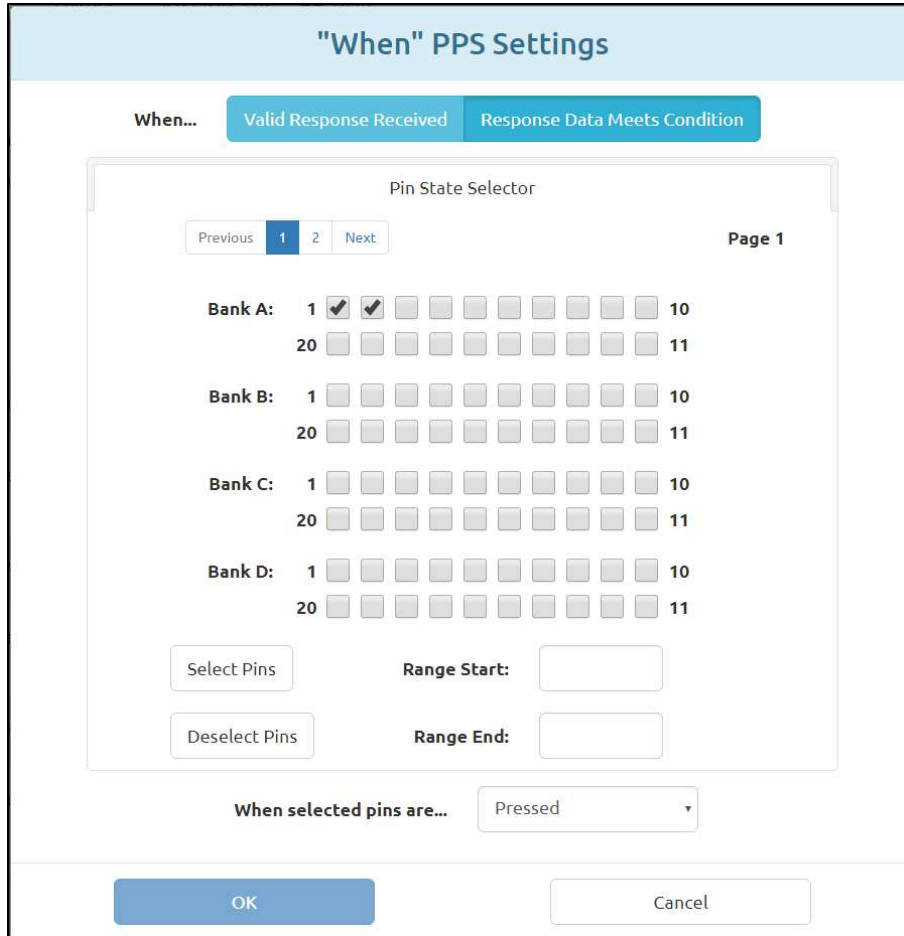 "When" PPS Settings
When... Valid Response Received Response Data Meets Condition
Pin State Selector
Previous 1 2 Next Page 1
Bank A: 1 10
20 11
Bank B: 1 10
20 11
Bank C: 1 10
20 11
Bank D: 1 10
20 11
Select Pins Range Start:
Deselect Pins Range End:
When selected pins are... Pressed
OK Cancel